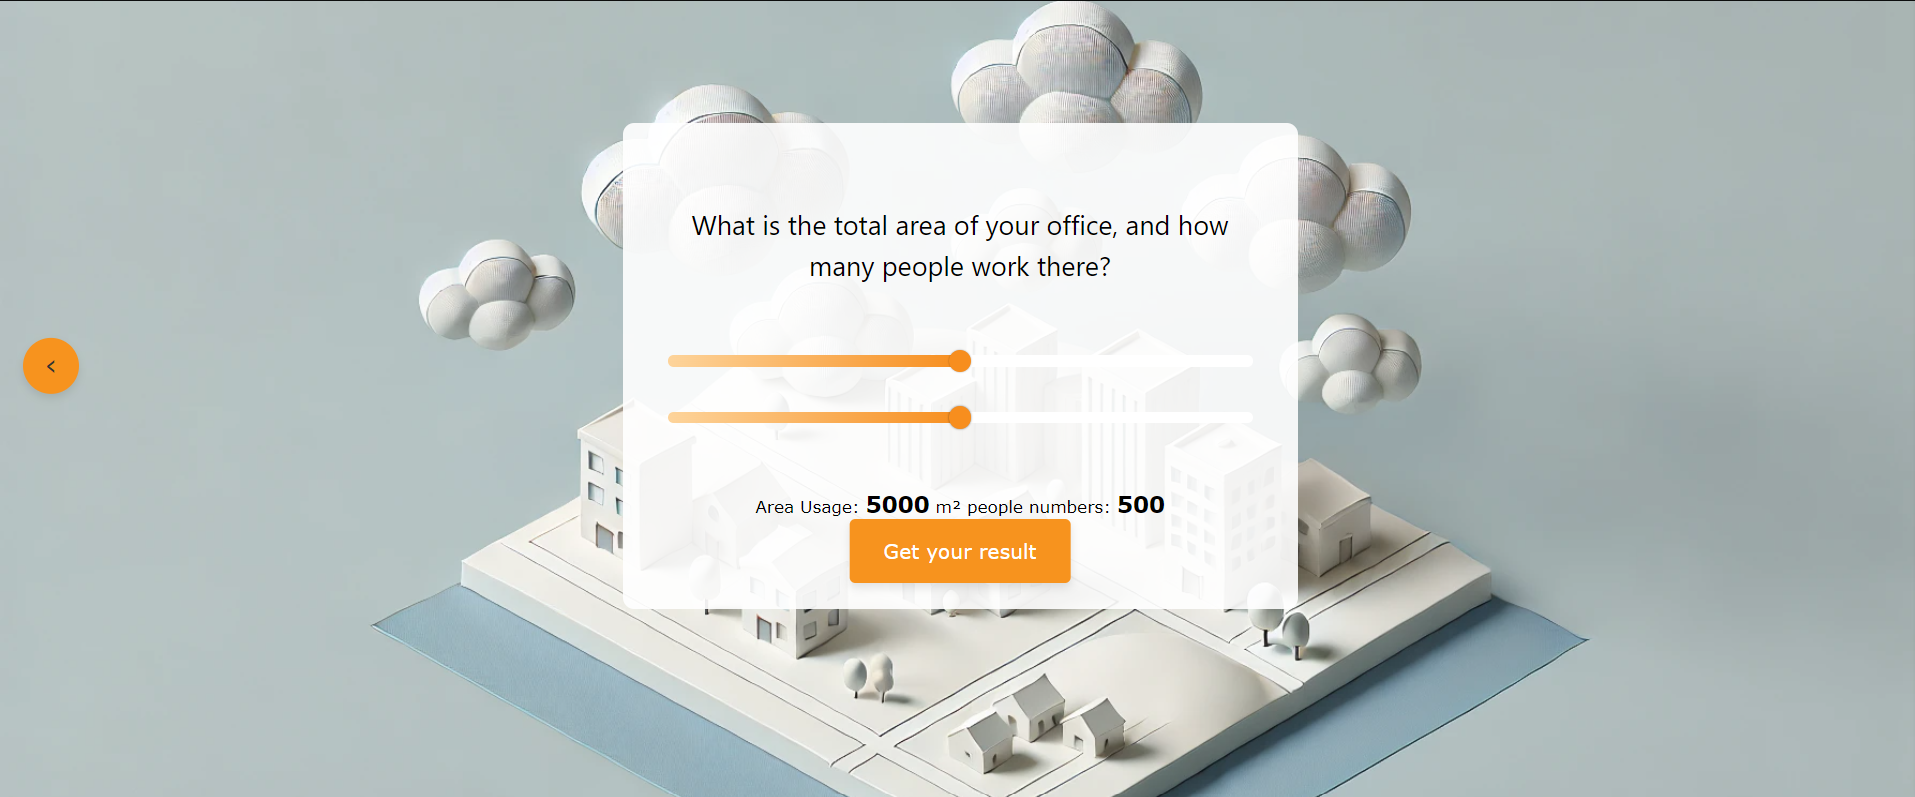 What is the total area of your office, and how
many people work there?
<
Area Usage: 5000 m² people numbers: 500
Get your result